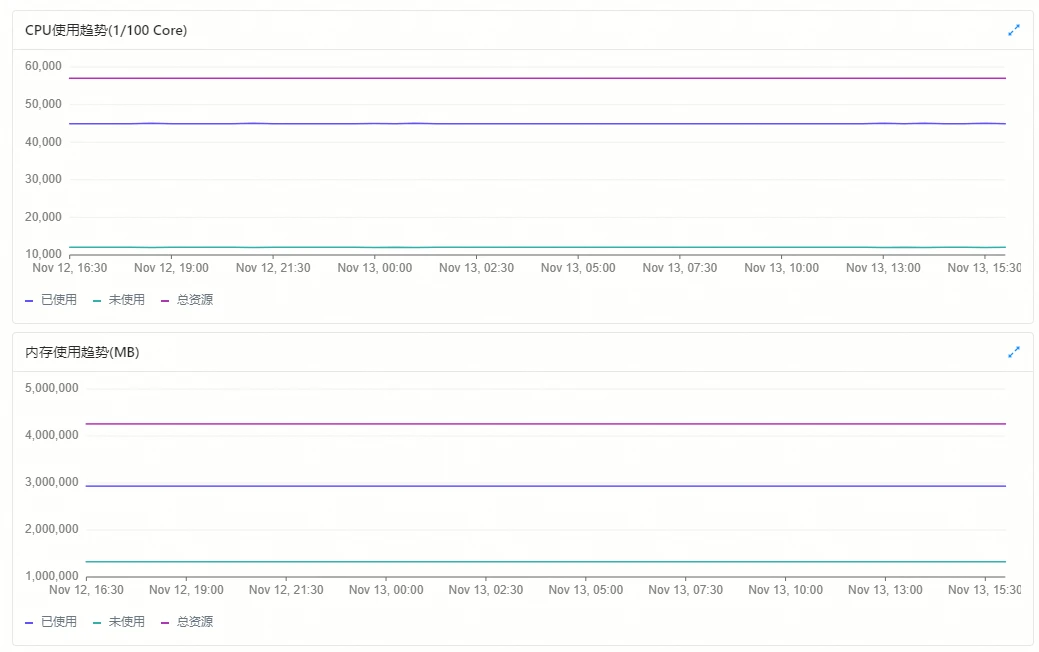 CPU使用趋势(1/100 Core)
60,000
50,000
40,000
30,000
20,000
10,000
Nov 12, 16:30 Nov 12, 19:00 Nov 12, 21:30 Nov 13, 00:00 Nov 13, 02:30 Nov 13, 05:00 Nov 13, 07:30 Nov 13, 10:00 Nov 13, 13:00 Nov 13, 15:30
已使用 未使用 总资源
内存使用趋势(MB)
5,000,000
4,000,000
3,000,000
2,000,000
1,000,000
Nov 12, 16:30 Nov 12, 19:00 Nov 12, 21:30 Nov 13, 00:00 Nov 13, 02:30 Nov 13, 05:00 Nov 13, 07:30 Nov 13, 10:00 Nov 13, 13:00 Nov 13, 15:30
已使用 未使用 总资源